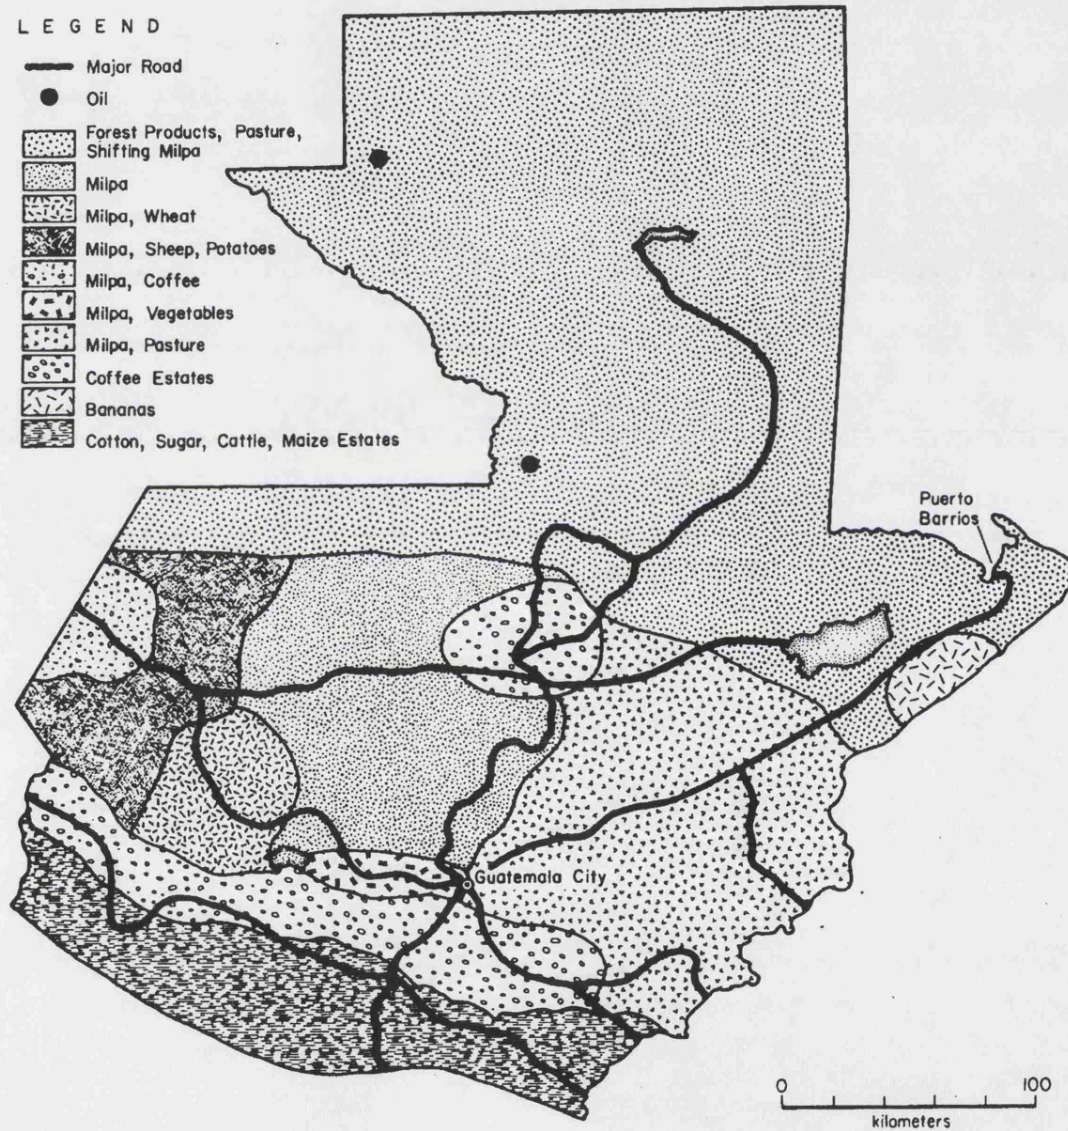 LEGEND
Major Road
Oil
Forest Products, Pasture,
Shifting Milpa
Milpa
Milpa, Wheat
Milpa, Sheep, Potatoes
Milpa, Coffee
Milpa, Vegetables
Milpa, Pasture
Coffee Estates
Bananas
Cotton, Sugar, Cattle, Maize Estates
Puerto
Barrios
Guatemala City
0 100
kilometers